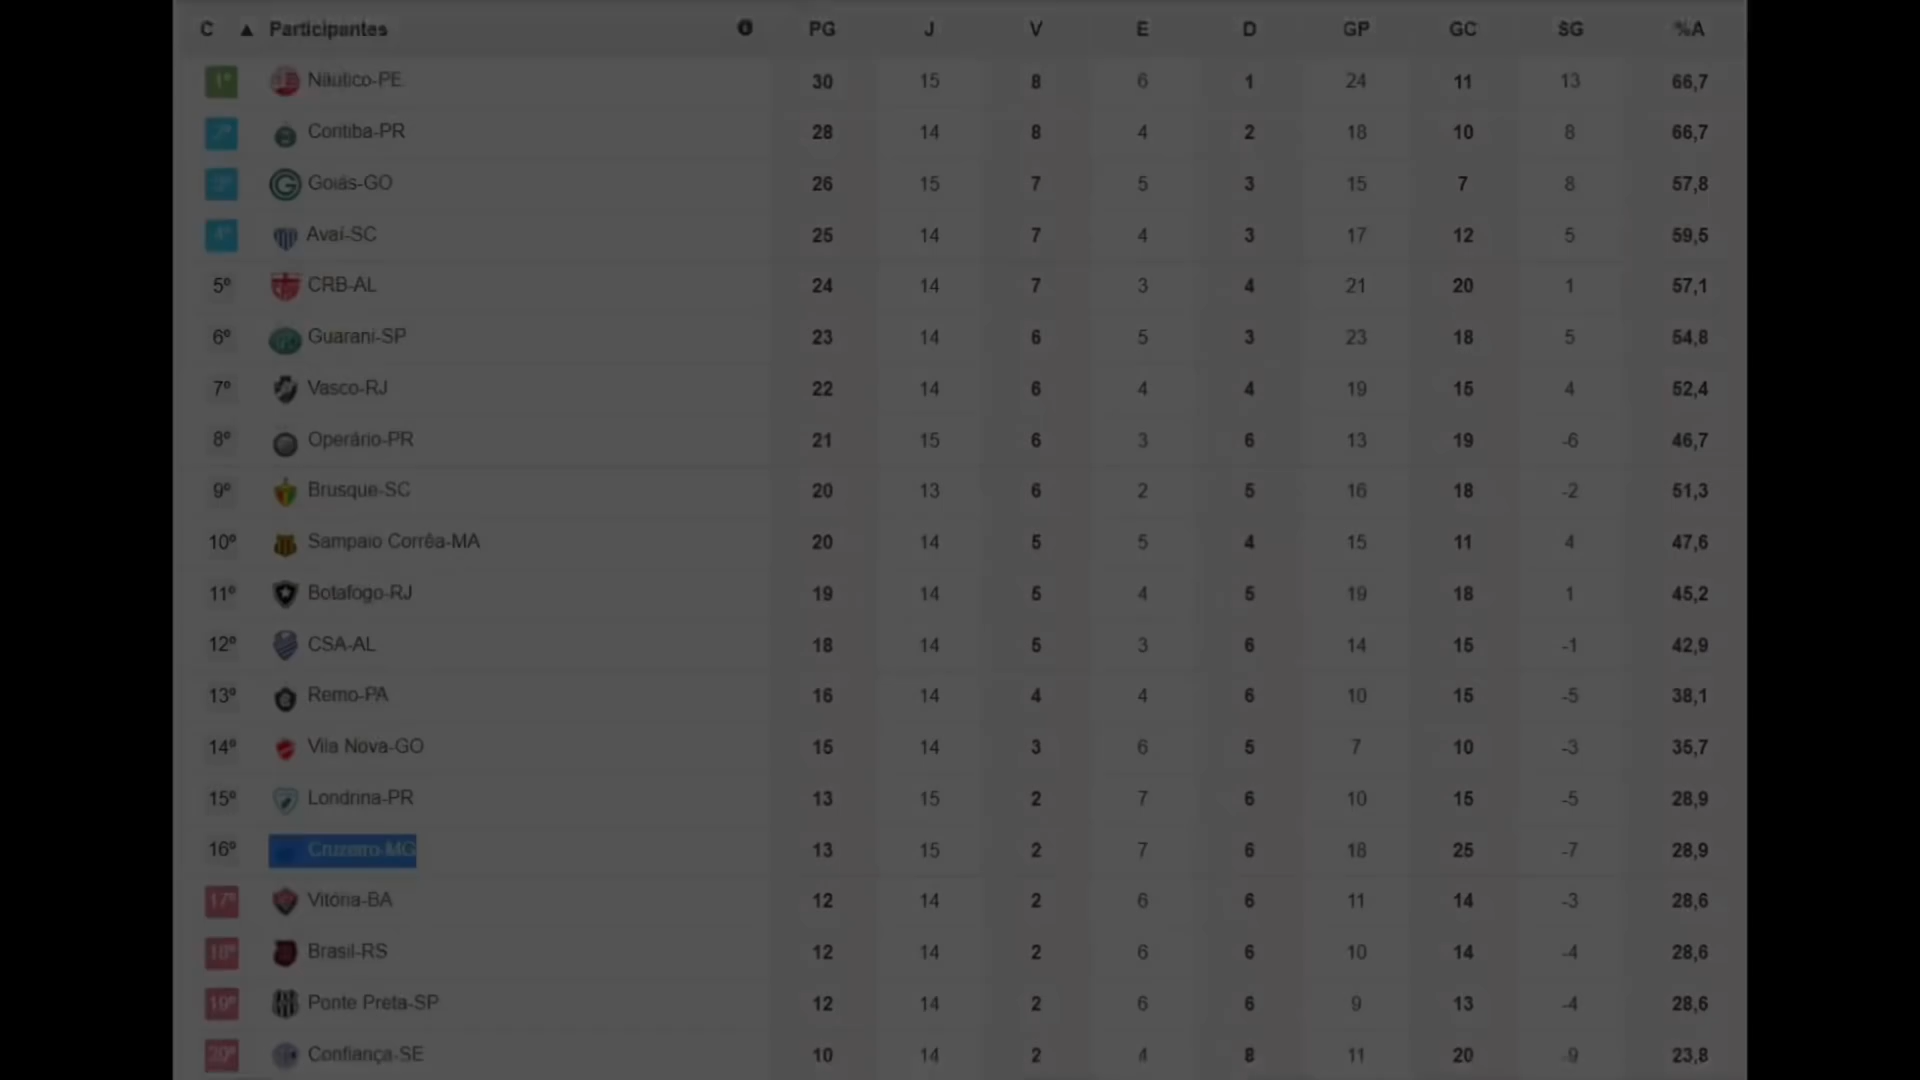 C ▲ Participantes PG J V E D GP GC SG %A
1º Náutico-PE 30 15 8 6 1 24 11 13 66,7
2º Coritiba-PR 28 14 8 4 2 18 10 8 66,7
3º Goiás-GO 26 15 7 5 3 15 7 8 57,8
4º Avaí-SC 25 14 7 4 3 17 12 5 59,5
5º CRB-AL 24 14 7 3 4 21 20 1 57,1
6º Guarani-SP 23 14 6 5 3 23 18 5 54,8
7º Vasco-RJ 22 14 6 4 4 19 15 4 52,4
8º Operário-PR 21 15 6 3 6 13 19 -6 46,7
9º Brusque-SC 20 13 6 2 5 16 18 -2 51,3
10º Sampaio Corrêa-MA 20 14 5 5 4 15 11 4 47,6
11º Botafogo-RJ 19 14 5 4 5 19 18 1 45,2
12º CSA-AL 18 14 5 3 6 14 15 -1 42,9
13º Remo-PA 16 14 4 4 6 10 15 -5 38,1
14º Vila Nova-GO 15 14 3 6 5 7 10 -3 35,7
15º Londrina-PR 13 15 2 7 6 10 15 -5 28,9
16º Cruzeiro-MG 13 15 2 7 6 18 25 -7 28,9
17º Vitória-BA 12 14 2 6 6 11 14 -3 28,6
18º Brasil-RS 12 14 2 6 6 10 14 -4 28,6
19º Ponte Preta-SP 12 14 2 6 6 9 13 -4 28,6
20º Confiança-SE 10 14 2 4 8 11 20 -9 23,8